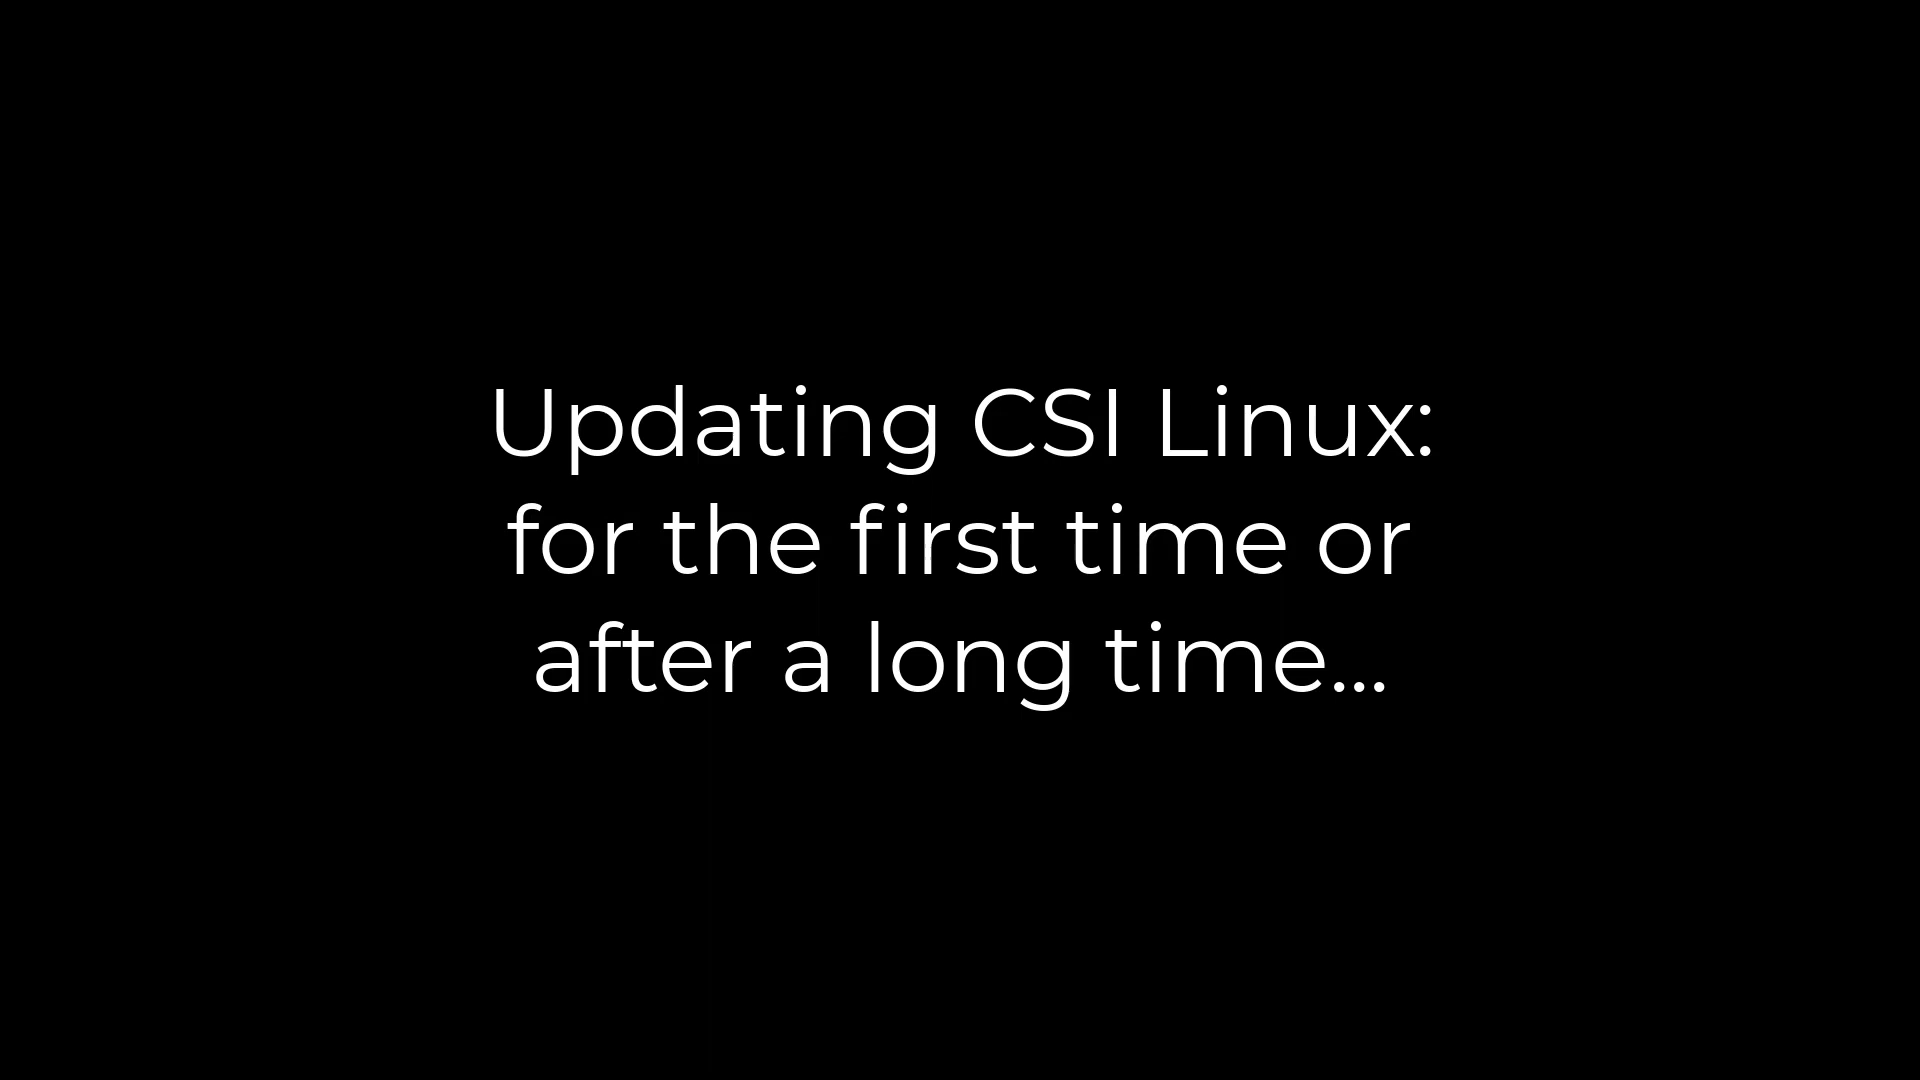 Updating CSI Linux:
for the first time or
after a long time...